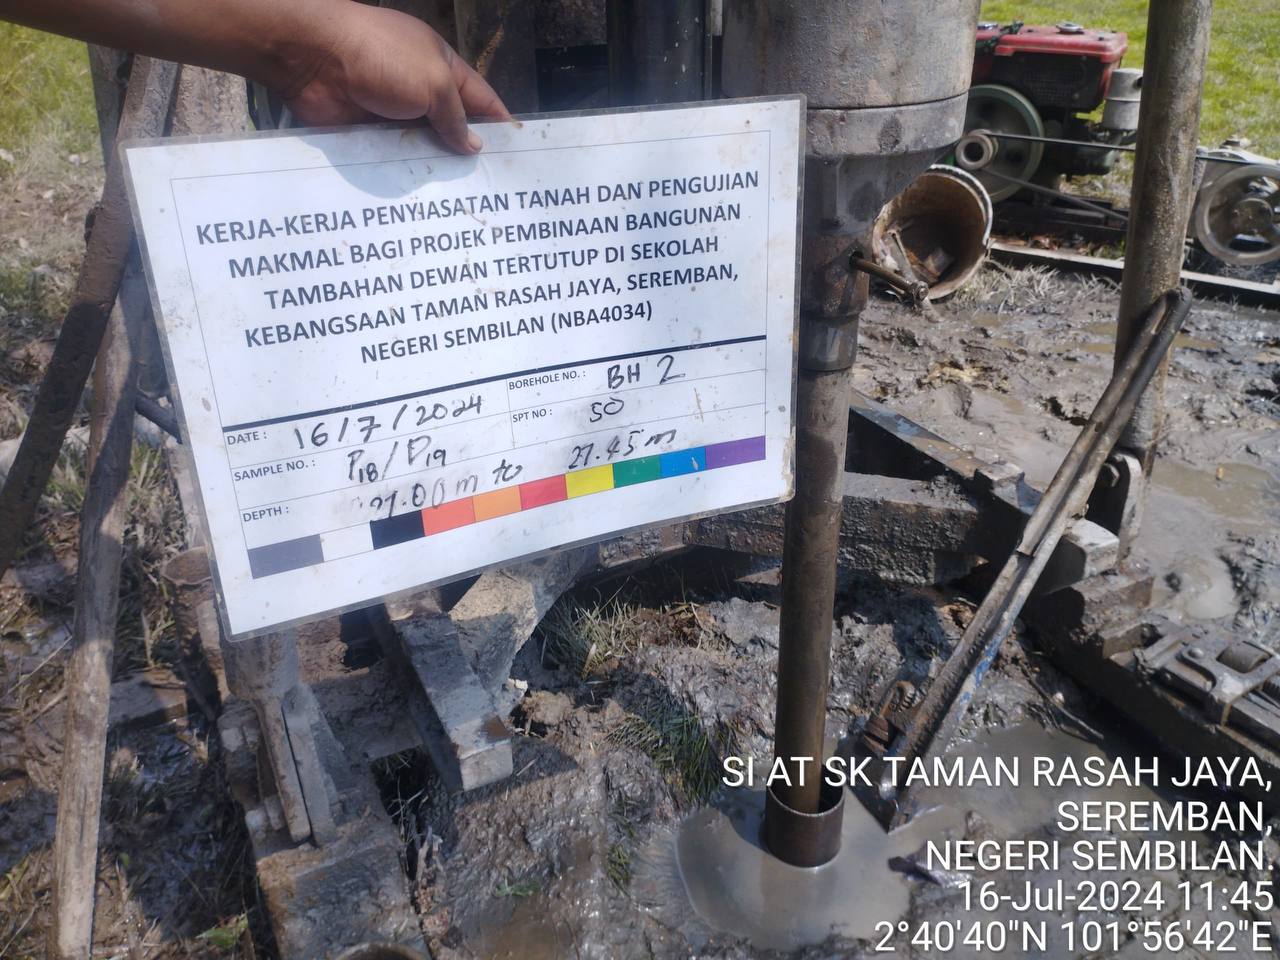 KERJA-KERJA PENYIASATAN TANAH DAN PENGUJIAN
MAKMAL BAGI PROJEK PEMBINAAN BANGUNAN
TAMBAHAN DEWAN TERTUTUP DI SEKOLAH
KEBANGSAAN TAMAN RASAH JAYA, SEREMBAN,
NEGERI SEMBILAN (NBA4034)
DATE : 16/7/2024 BOREHOLE NO. : BH 2
SAMPLE NO. : P18/P19 SPT NO : 50
DEPTH : 27.00m to 27.45m
SI AT SK TAMAN RASAH JAYA,
SEREMBAN,
NEGERI SEMBILAN.
16-Jul-2024 11:45
2°40'40"N 101°56'42"E